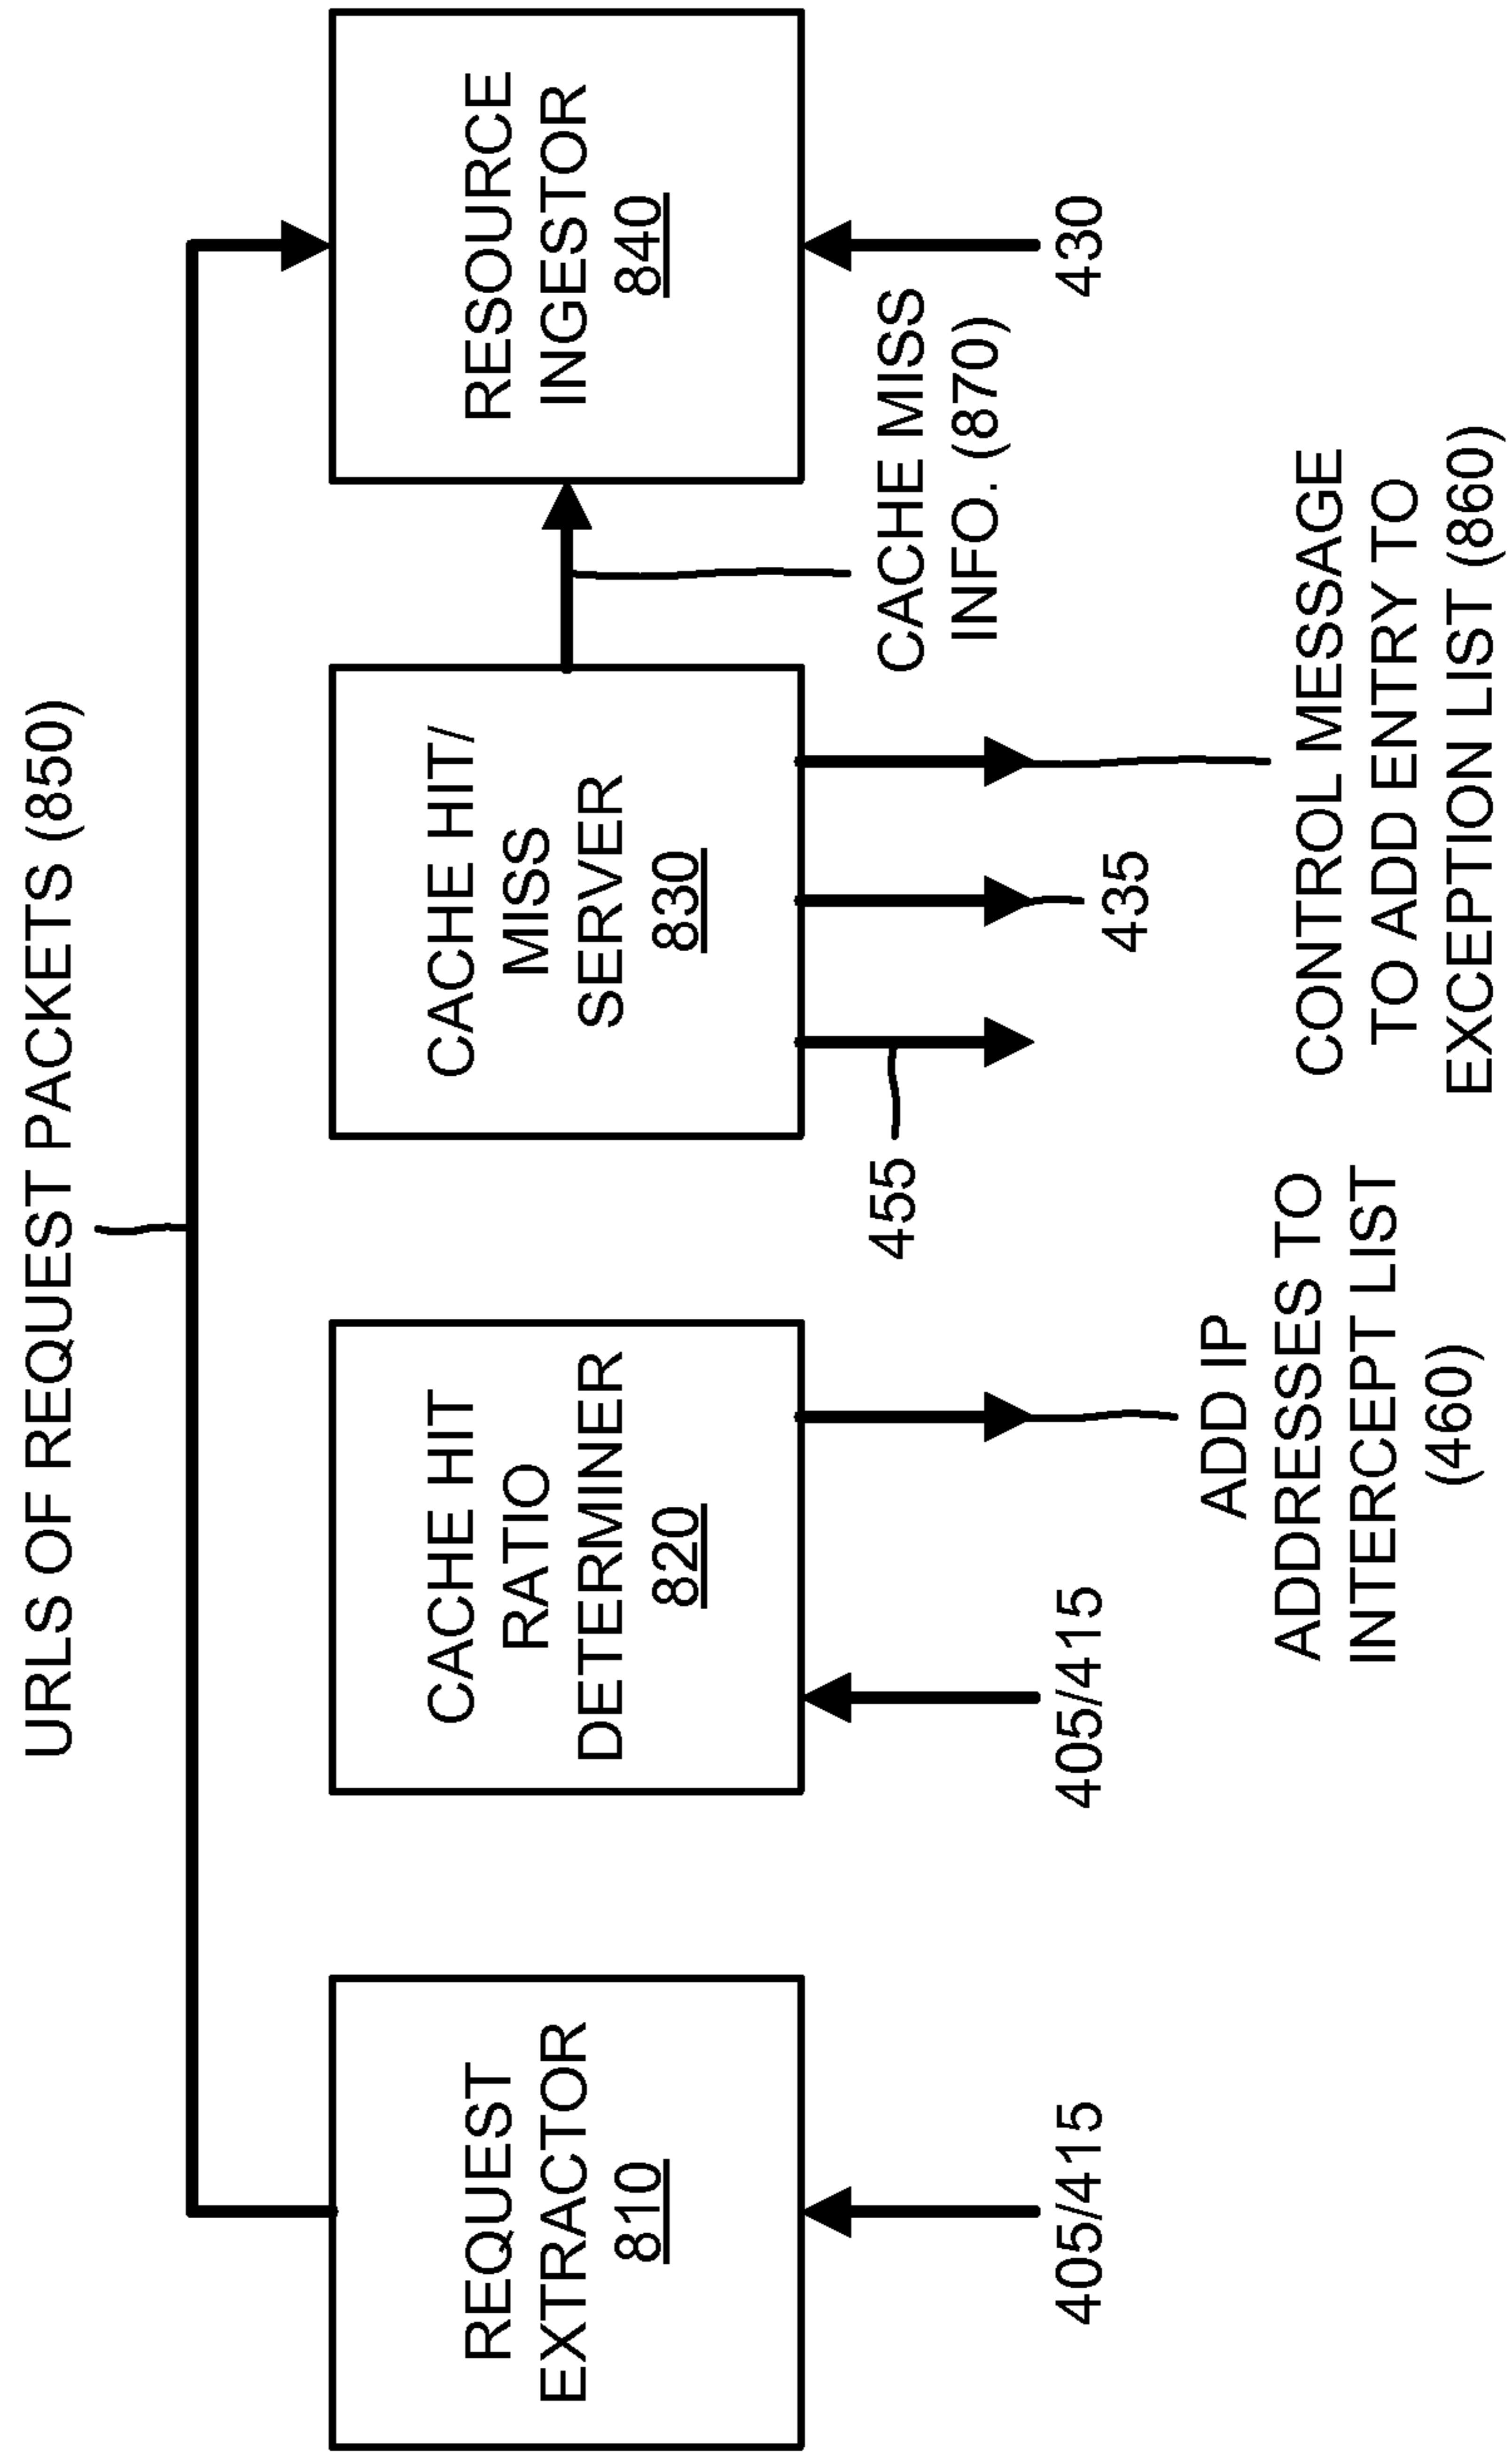 URLS OF REQUEST PACKETS (850)
REQUEST
EXTRACTOR
810
CACHE HIT
RATIO
DETERMINER
820
CACHE HIT/
MISS
SERVER
830
RESOURCE
INGESTOR
840
405/415
405/415
ADD IP
ADDRESSES TO
INTERCEPT LIST
(460)
455
435
CONTROL MESSAGE
TO ADD ENTRY TO
EXCEPTION LIST (860)
CACHE MISS
INFO. (870)
430